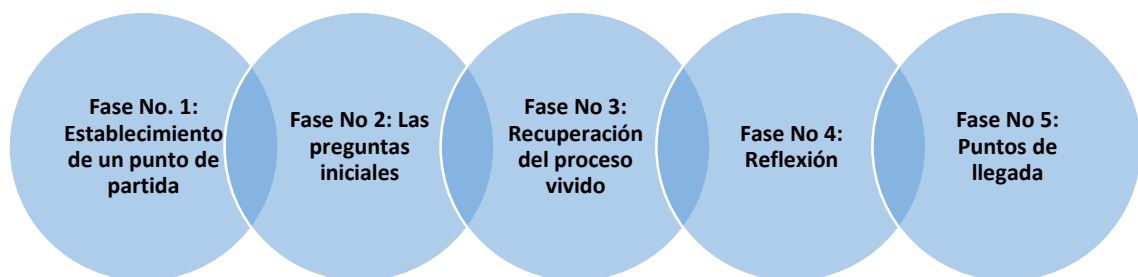 Fase No. 1:
Establecimiento
de un punto de
partida
Fase No 2: Las
preguntas
iniciales
Fase No 3:
Recuperación
del proceso
vivido
Fase No 4:
Reflexión
Fase No 5:
Puntos de
llegada